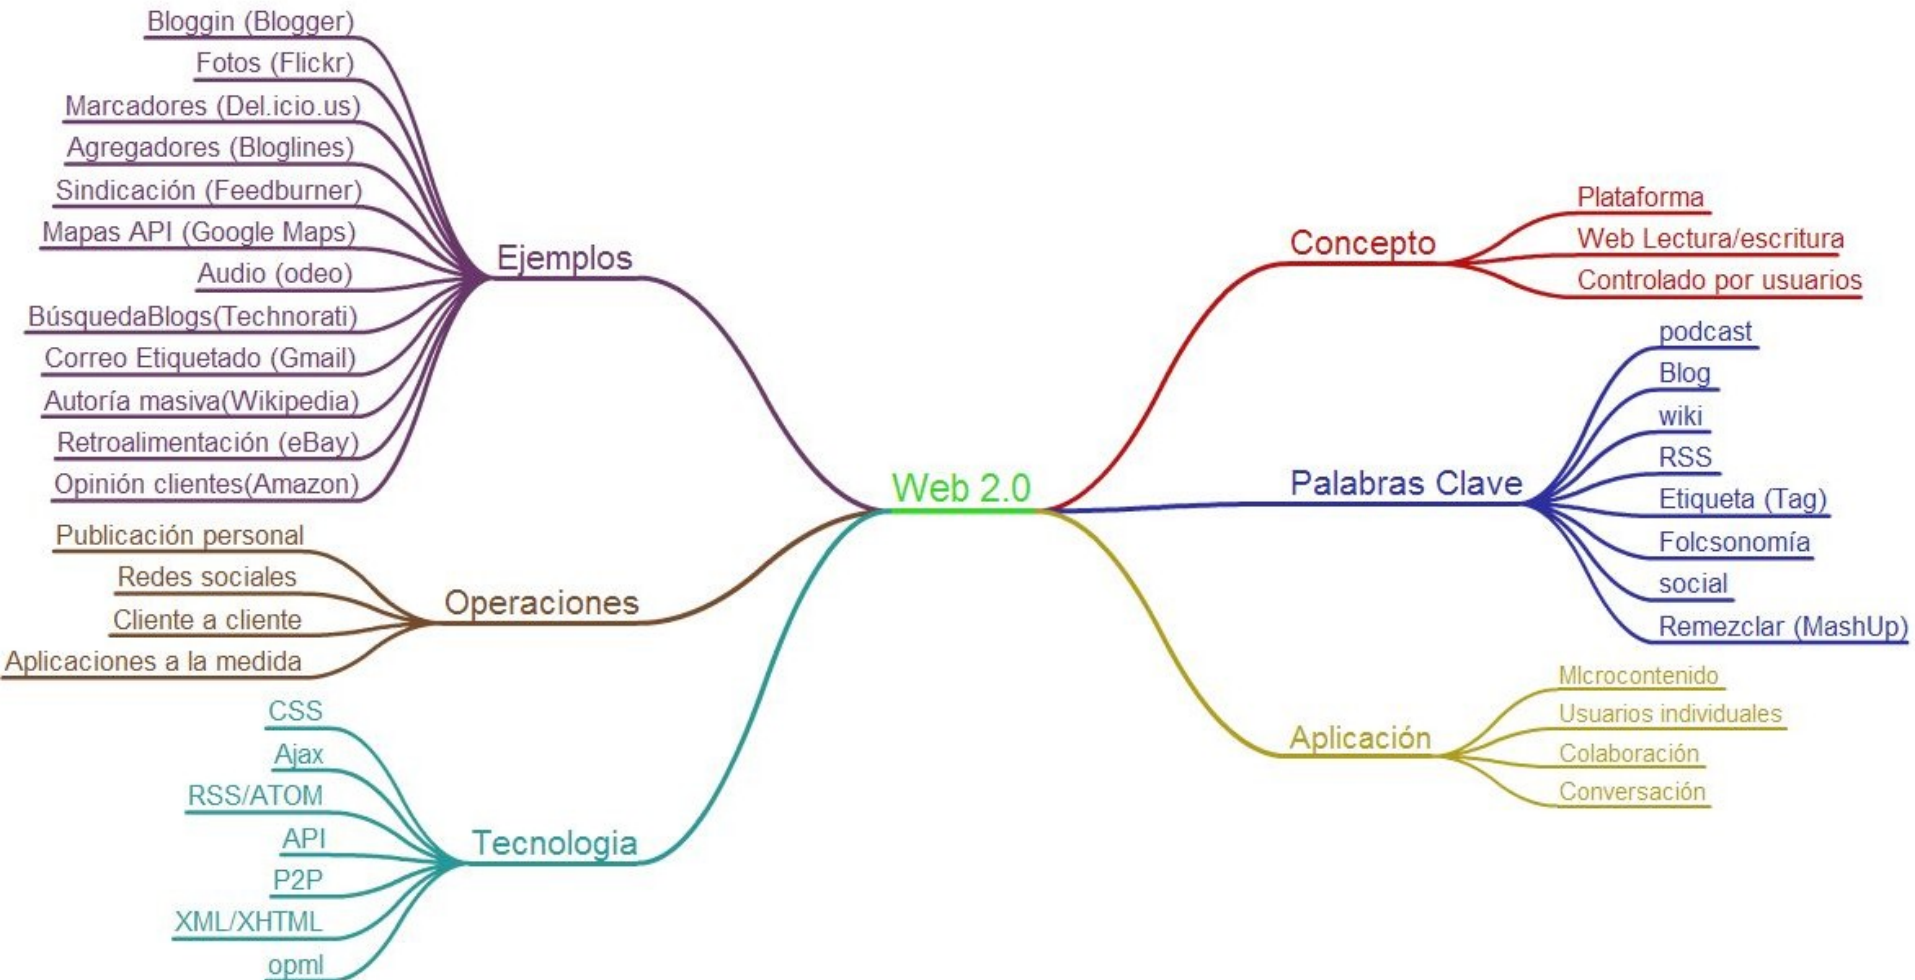 Bloggin (Blogger)
Fotos (Flickr)
Marcadores (Del.icio.us)
Agregadores (Bloglines)
Sindicación (Feedburner)
Mapas API (Google Maps)
Audio (odeo)
BúsquedaBlogs(Technorati)
Correo Etiquetado (Gmail)
Autoría masiva(Wikipedia)
Retroalimentación (eBay)
Opinión clientes(Amazon)
Ejemplos
Publicación personal
Redes sociales
Cliente a cliente
Aplicaciones a la medida
Operaciones
CSS
Ajax
RSS/ATOM
API
P2P
XML/XHTML
opml
Tecnologia
Web 2.0
Concepto
Plataforma
Web Lectura/escritura
Controlado por usuarios
Palabras Clave
podcast
Blog
wiki
RSS
Etiqueta (Tag)
Folcsonomía
social
Remezclar (MashUp)
Aplicación
MIcrocontenido
Usuarios individuales
Colaboración
Conversación